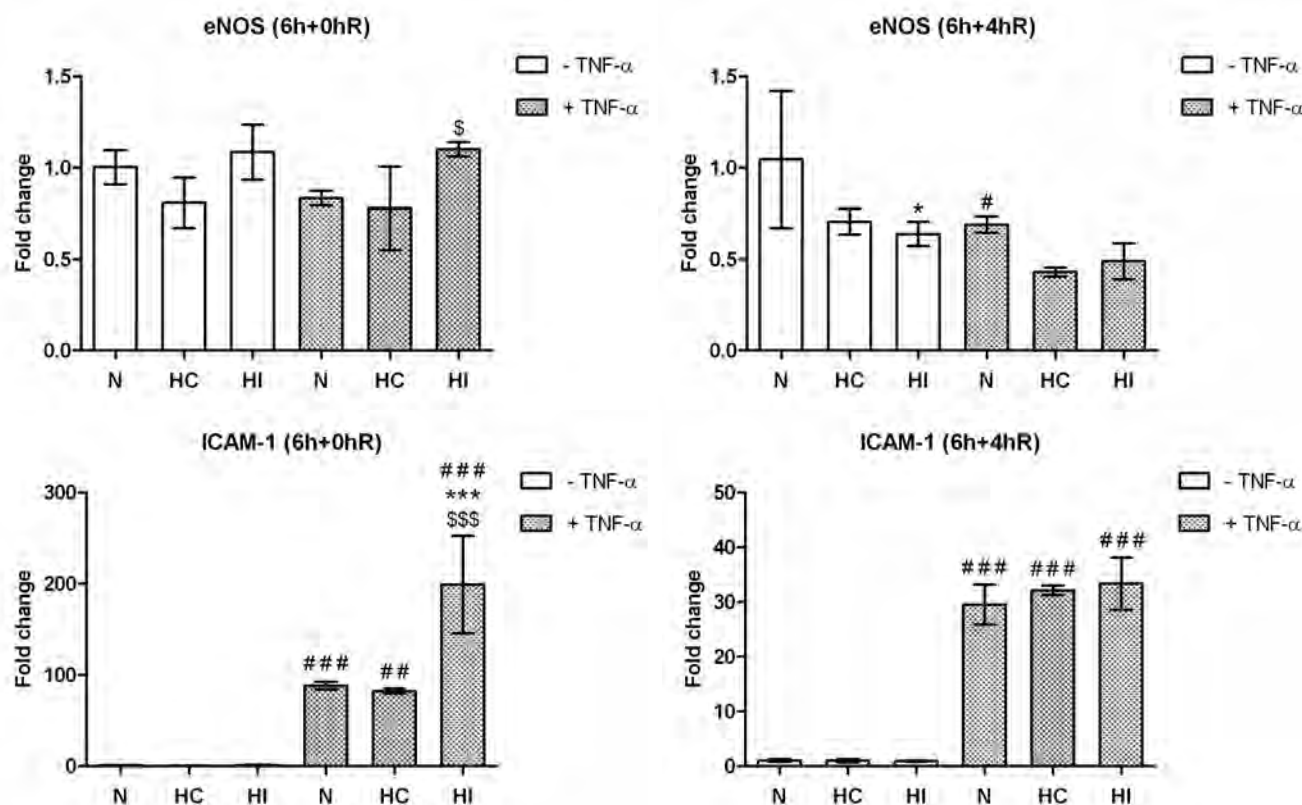 eNOS (6h+0hR)
- TNF-α
+ TNF-α
Fold change
1.5
1.0
0.5
0.0
$
N HC HI N HC HI
eNOS (6h+4hR)
- TNF-α
+ TNF-α
Fold change
1.5
1.0
0.5
0.0
* #
N HC HI N HC HI
ICAM-1 (6h+0hR)
- TNF-α
+ TNF-α
Fold change
300
200
100
0
###
***
$$$
### ##
N HC HI N HC HI
ICAM-1 (6h+4hR)
- TNF-α
+ TNF-α
Fold change
50
40
30
20
10
0
### ### ###
N HC HI N HC HI